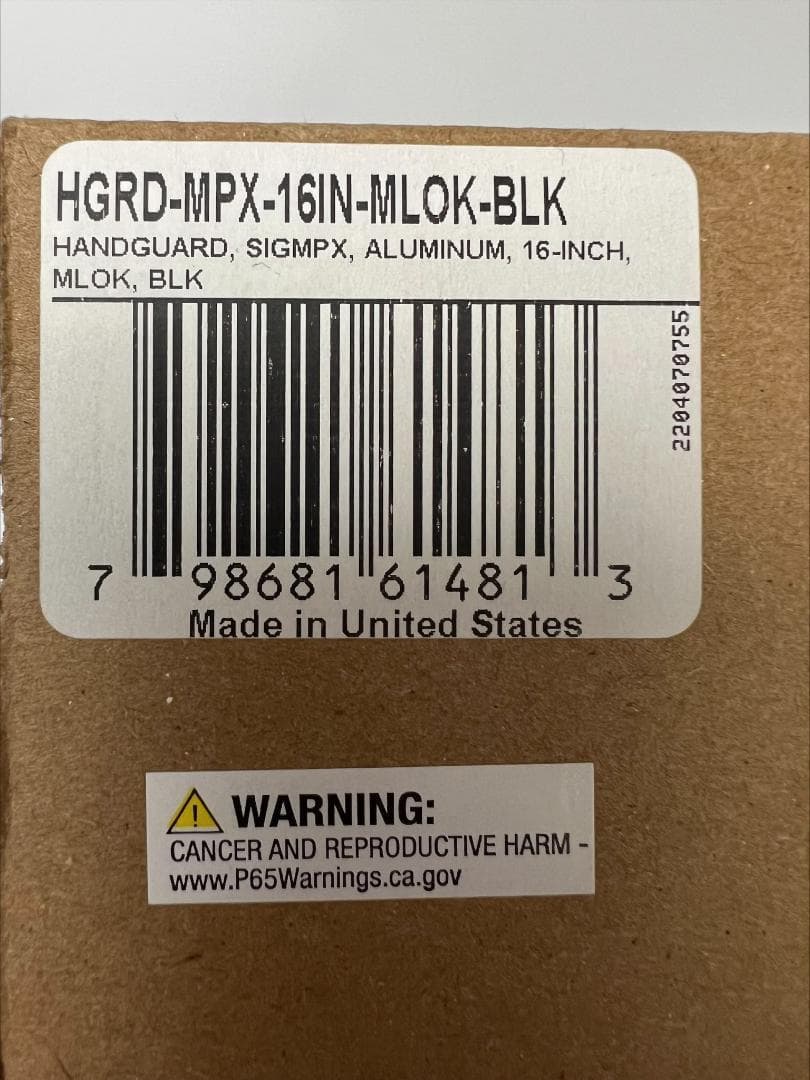 HGRD-MPX-16IN-MLOK-BLK
HANDGUARD, SIGMPX, ALUMINUM, 16-INCH,
MLOK, BLK
2204070755
7 98681 61481 3
Made in United States
WARNING:
CANCER AND REPRODUCTIVE HARM -
www.P65Warnings.ca.gov